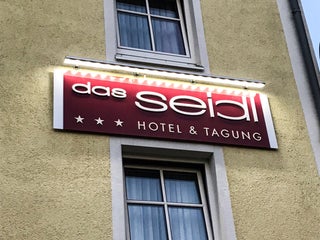 das seidl
★ ★ ★ HOTEL & TAGUNG